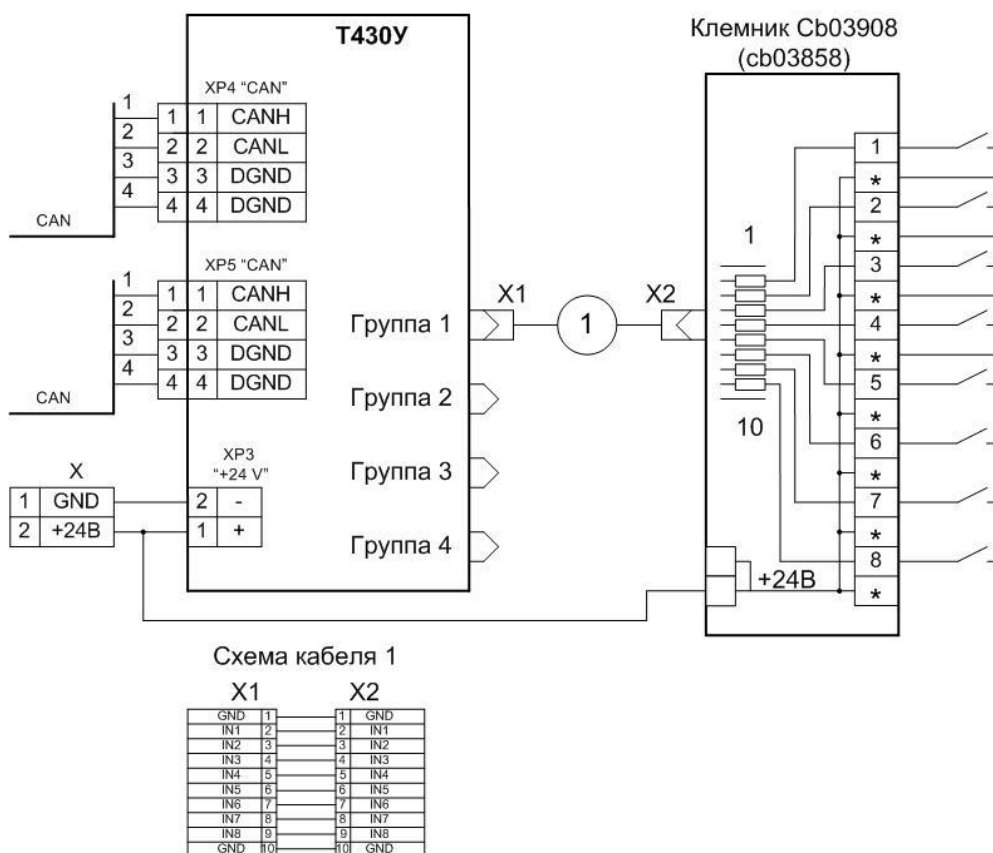 Т430У
XP4 “CAN”
1
2
3
4
1 1 CANH
2 2 CANL
3 3 DGND
4 4 DGND
CAN
XP5 “CAN”
1
2
3
4
1 1 CANH
2 2 CANL
3 3 DGND
4 4 DGND
CAN
X
1 GND
2 +24В
XP3
“+24 V”
2 -
1 +
Группа 1
Группа 2
Группа 3
Группа 4
X1
1
X2
Клемник Cb03908
(cb03858)
1
10
1
*
2
*
3
*
4
*
5
*
6
*
7
*
8
*
+24В
Схема кабеля 1
X1 X2
GND 1 1 GND
IN1 2 2 IN1
IN2 3 3 IN2
IN3 4 4 IN3
IN4 5 5 IN4
IN5 6 6 IN5
IN6 7 7 IN6
IN7 8 8 IN7
IN8 9 9 IN8
GND 10 10 GND